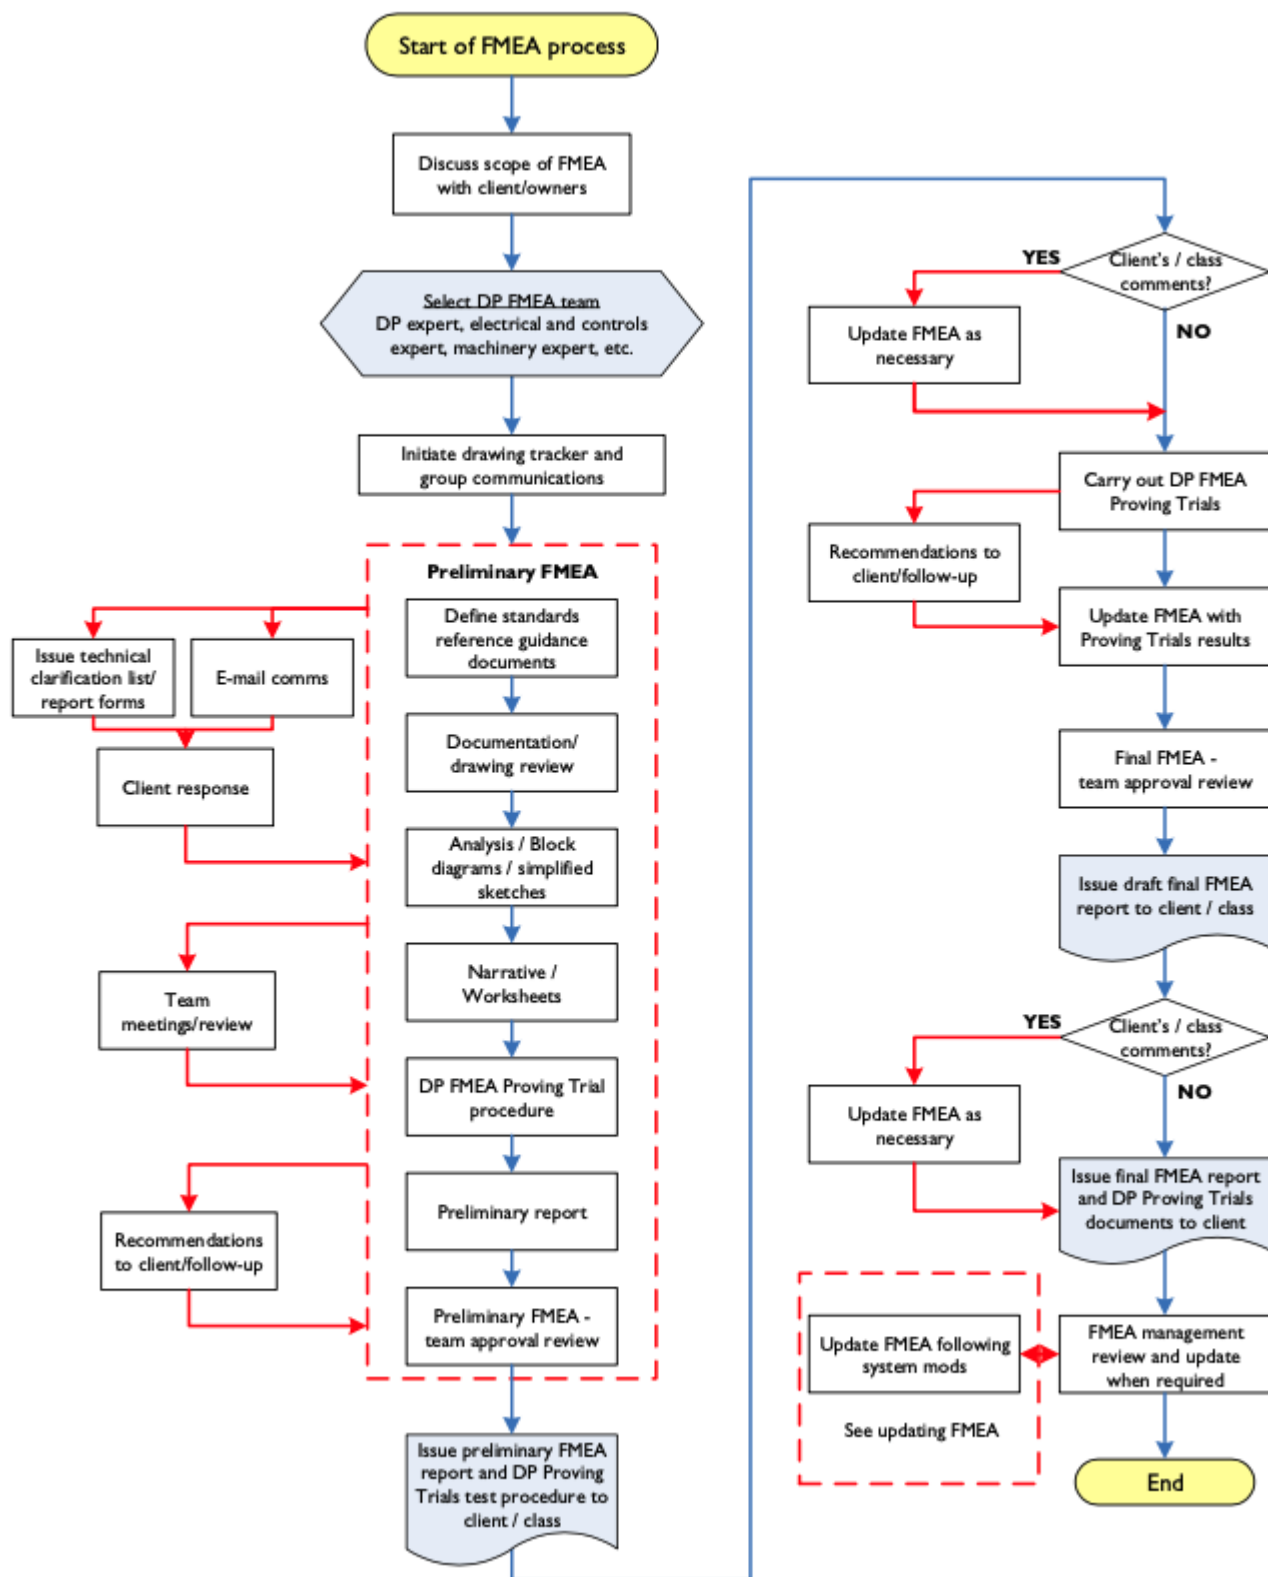 Start of FMEA process
Discuss scope of FMEA
with client/owners
Select DP FMEA team
DP expert, electrical and controls
expert, machinery expert, etc.
Initiate drawing tracker and
group communications
Preliminary FMEA
Define standards
reference guidance
documents
Issue technical
clarification list/
report forms
E-mail comms
Documentation/
drawing review
Client response
Analysis / Block
diagrams / simplified
sketches
Narrative /
Worksheets
Team
meetings/review
DP FMEA Proving Trial
procedure
Preliminary report
Recommendations
to client/follow-up
Preliminary FMEA -
team approval review
Issue preliminary FMEA
report and DP Proving
Trials test procedure to
client / class
YES
Client's / class
comments?
NO
Update FMEA as
necessary
Carry out DP FMEA
Proving Trials
Recommendations to
client/follow-up
Update FMEA with
Proving Trials results
Final FMEA -
team approval review
Issue draft final FMEA
report to client / class
YES
Client's / class
comments?
NO
Update FMEA as
necessary
Issue final FMEA report
and DP Proving Trials
documents to client
Update FMEA following
system mods
See updating FMEA
FMEA management
review and update
when required
End